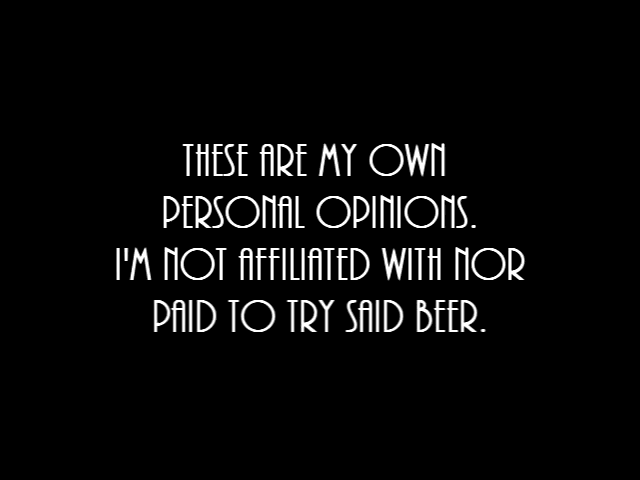 THESE ARE MY OWN
PERSONAL OPINIONS.
I'M NOT AFFILIATED WITH NOR
PAID TO TRY SAID BEER.